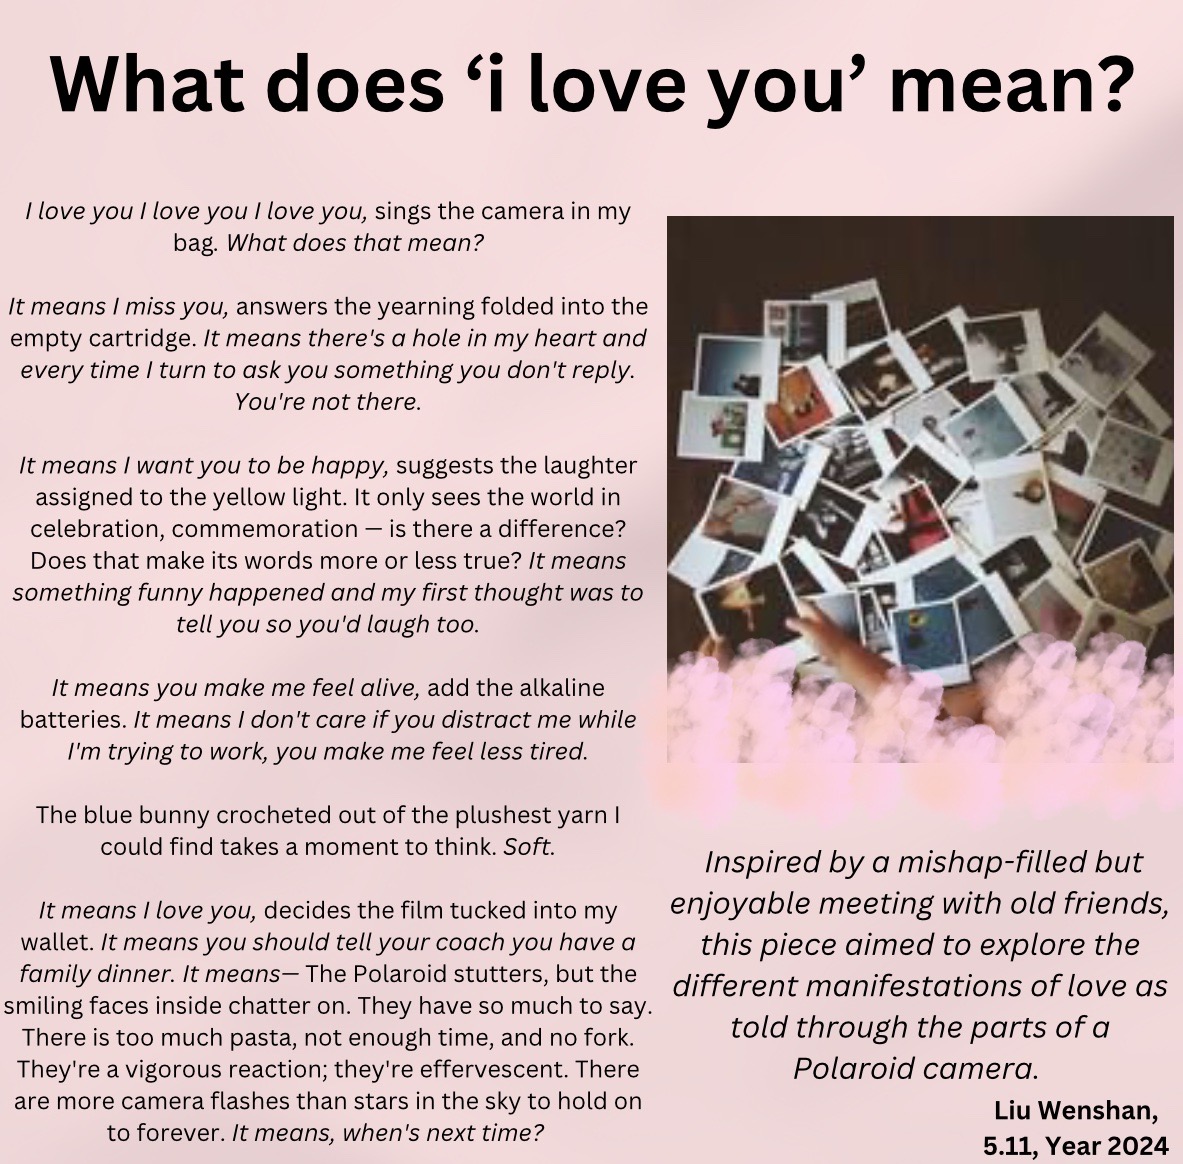 What does ‘i love you’ mean?
I love you I love you I love you, sings the camera in my
bag. What does that mean?
It means I miss you, answers the yearning folded into the
empty cartridge. It means there's a hole in my heart and
every time I turn to ask you something you don't reply.
You're not there.
It means I want you to be happy, suggests the laughter
assigned to the yellow light. It only sees the world in
celebration, commemoration — is there a difference?
Does that make its words more or less true? It means
something funny happened and my first thought was to
tell you so you'd laugh too.
It means you make me feel alive, add the alkaline
batteries. It means I don't care if you distract me while
I'm trying to work, you make me feel less tired.
The blue bunny crocheted out of the plushest yarn I
could find takes a moment to think. Soft.
It means I love you, decides the film tucked into my
wallet. It means you should tell your coach you have a
family dinner. It means— The Polaroid stutters, but the
smiling faces inside chatter on. They have so much to say.
There is too much pasta, not enough time, and no fork.
They're a vigorous reaction; they're effervescent. There
are more camera flashes than stars in the sky to hold on
to forever. It means, when's next time?
Inspired by a mishap-filled but
enjoyable meeting with old friends,
this piece aimed to explore the
different manifestations of love as
told through the parts of a
Polaroid camera.
Liu Wenshan,
5.11, Year 2024